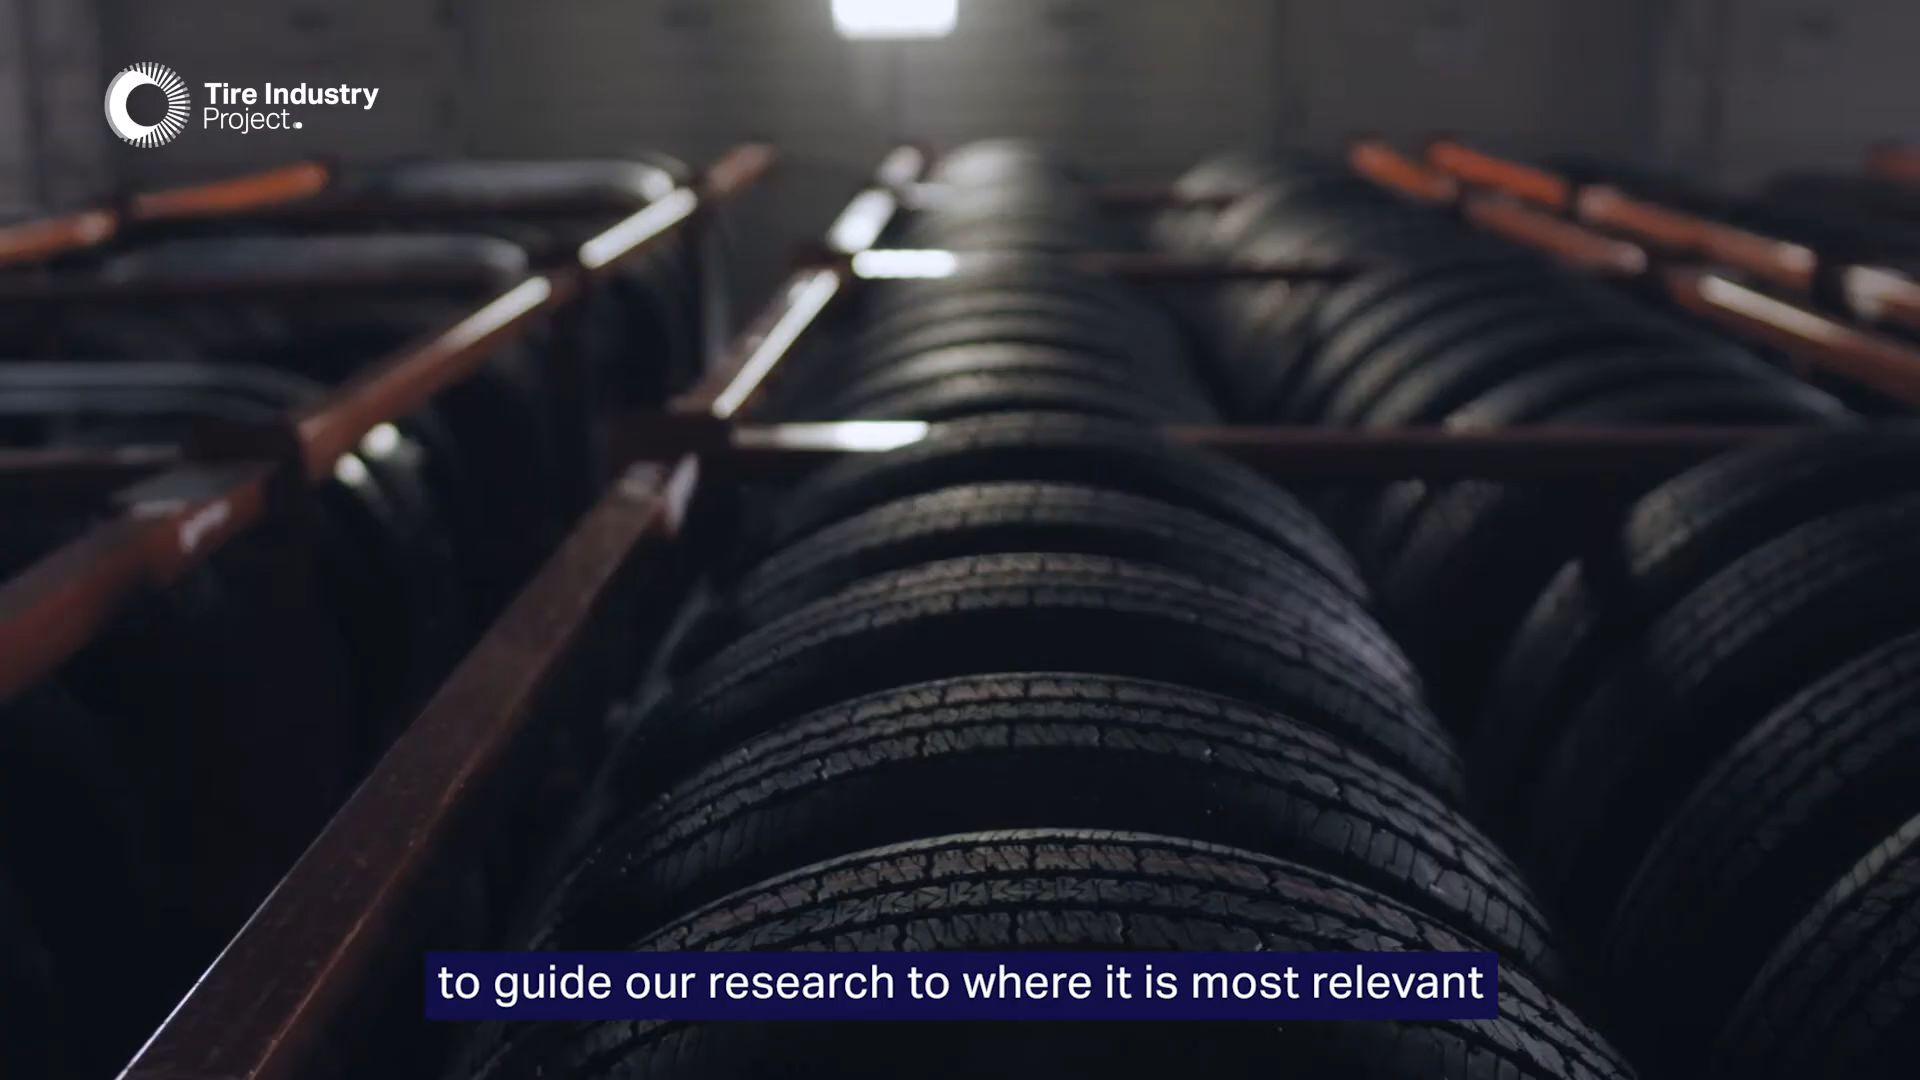 Tire Industry
Project.
to guide our research to where it is most relevant